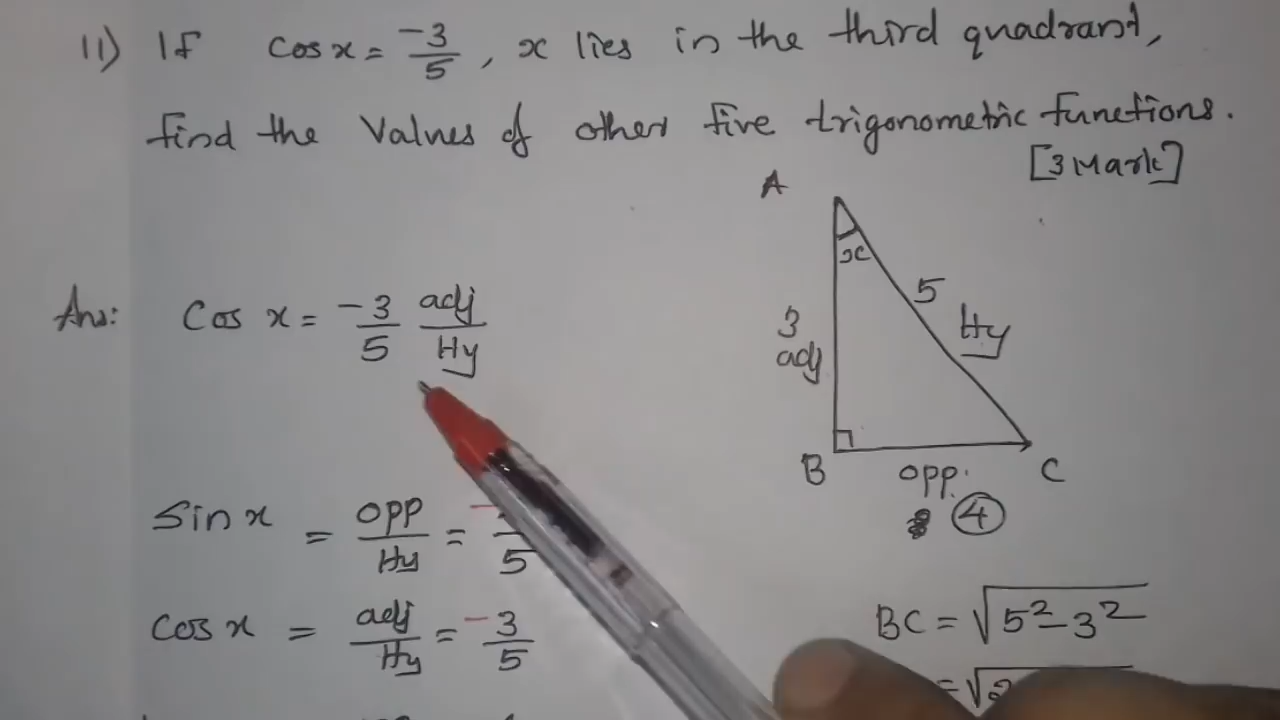 11) If cos x = -3/5, x lies in the third quadrant,
find the values of other five trigonometric functions.
[3 Mark]
A
x
5
Hy
3
adj
B
opp.
C
④
Ans: Cos x = -3/5 adj/Hy
Sin x = opp/Hy = - /5
cos x = adj/Hy = -3/5
BC = √5²-3²
= √2